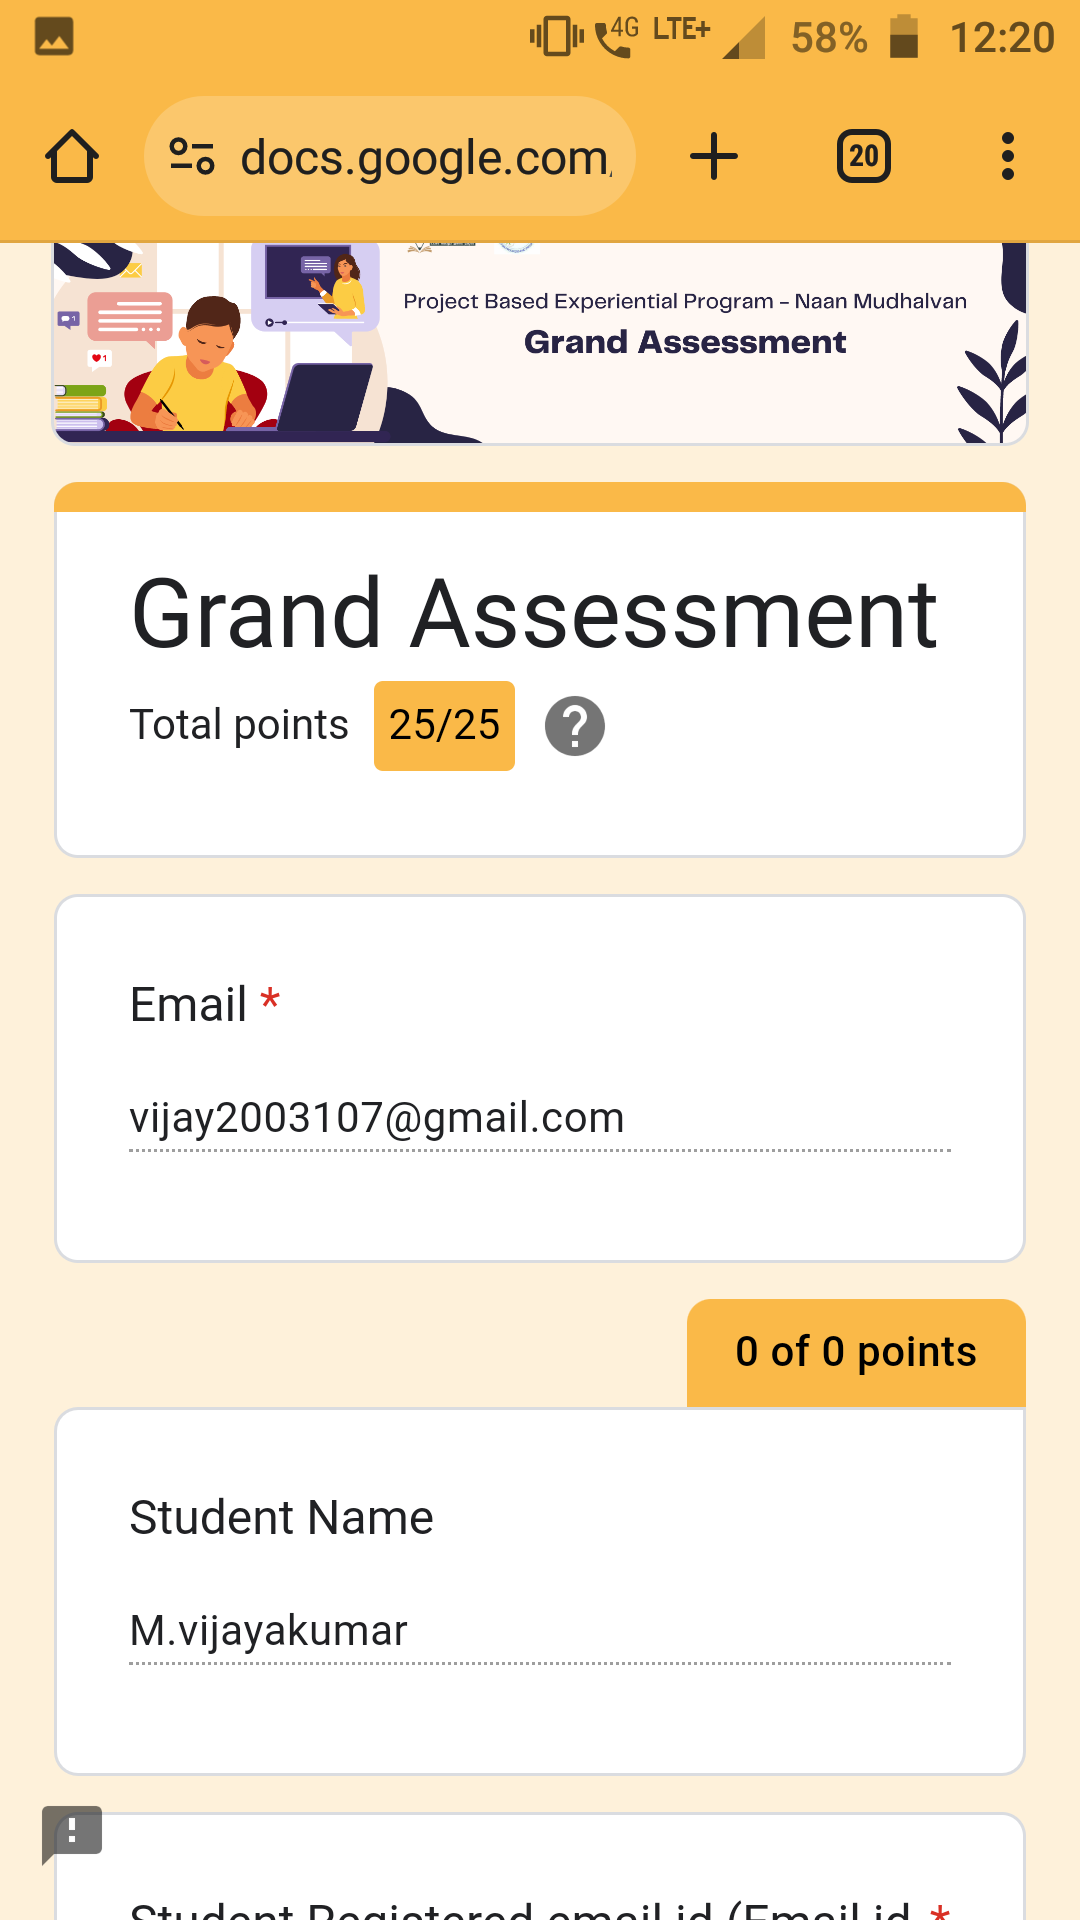 4G LTE+ 58% 12:20
docs.google.com
20
Project Based Experiential Program - Naan Mudhalvan
Grand Assessment
Grand Assessment
Total points 25/25 ?
Email *
vijay2003107@gmail.com
0 of 0 points
Student Name
M.vijayakumar
Student Registered email id (Email id *